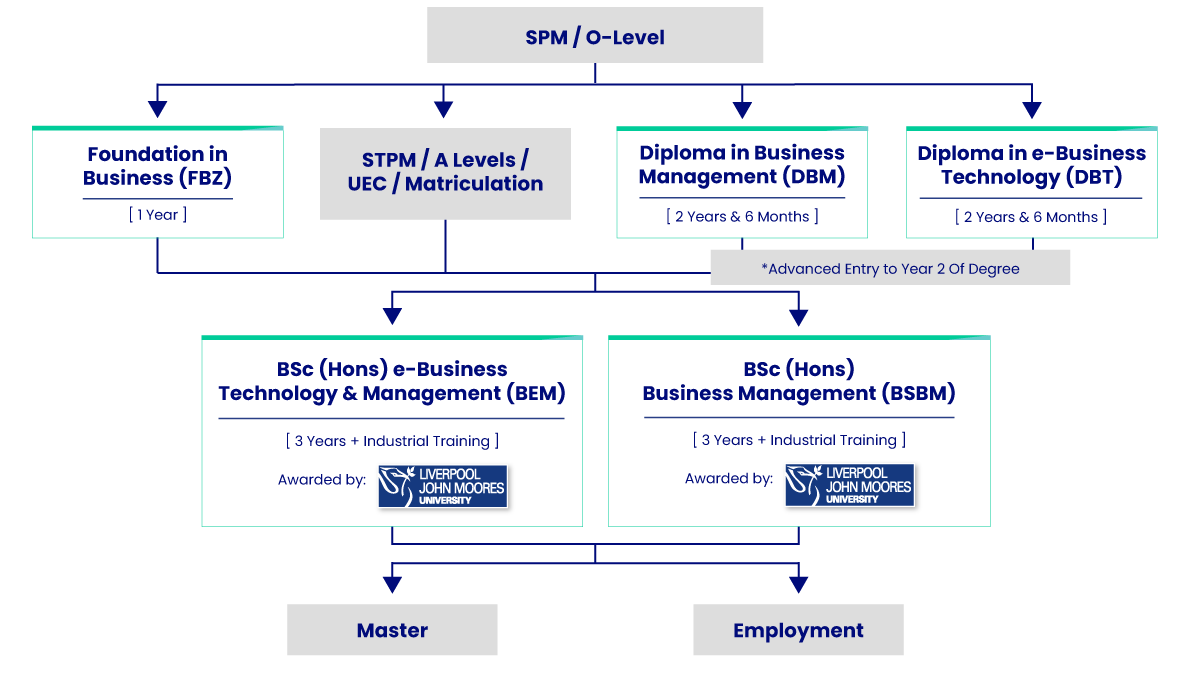 SPM / O-Level
Foundation in
Business (FBZ)
[ 1 Year ]
STPM / A Levels /
UEC / Matriculation
Diploma in Business
Management (DBM)
[ 2 Years & 6 Months ]
Diploma in e-Business
Technology (DBT)
[ 2 Years & 6 Months ]
*Advanced Entry to Year 2 Of Degree
BSc (Hons) e-Business
Technology & Management (BEM)
[ 3 Years + Industrial Training ]
Awarded by:
LIVERPOOL
JOHN MOORES
UNIVERSITY
BSc (Hons)
Business Management (BSBM)
[ 3 Years + Industrial Training ]
Awarded by:
LIVERPOOL
JOHN MOORES
UNIVERSITY
Master
Employment